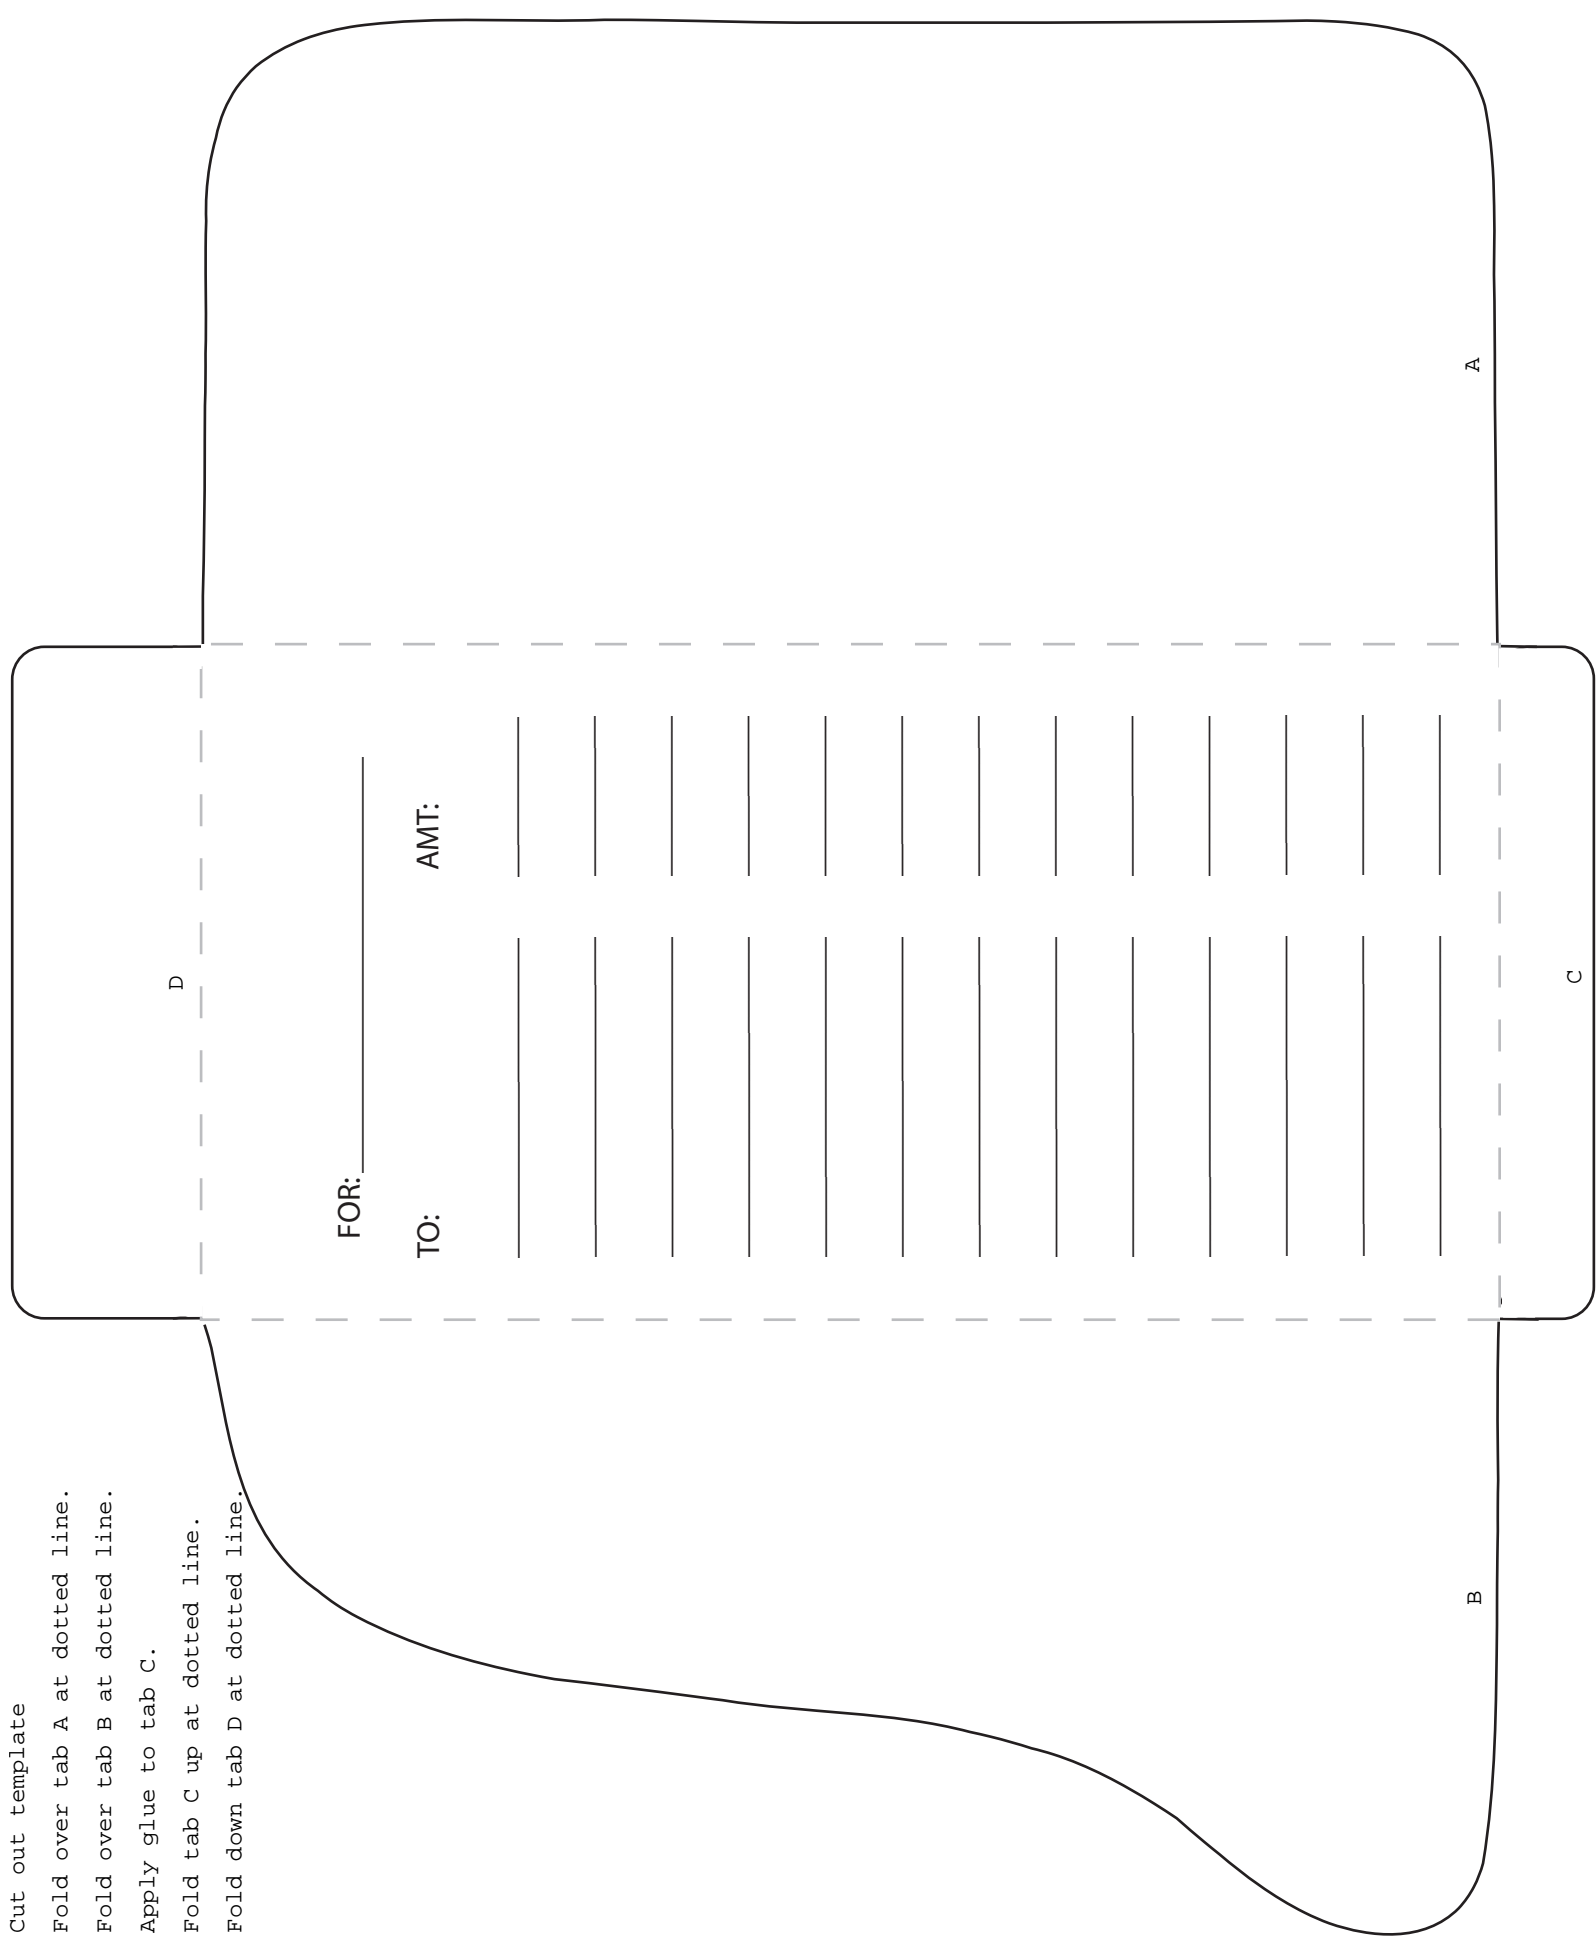 Cut out template
Fold over tab A at dotted line.
Fold over tab B at dotted line.
Apply glue to tab C.
Fold tab C up at dotted line.
Fold down tab D at dotted line.
D
FOR:
TO: AMT:
B A
C